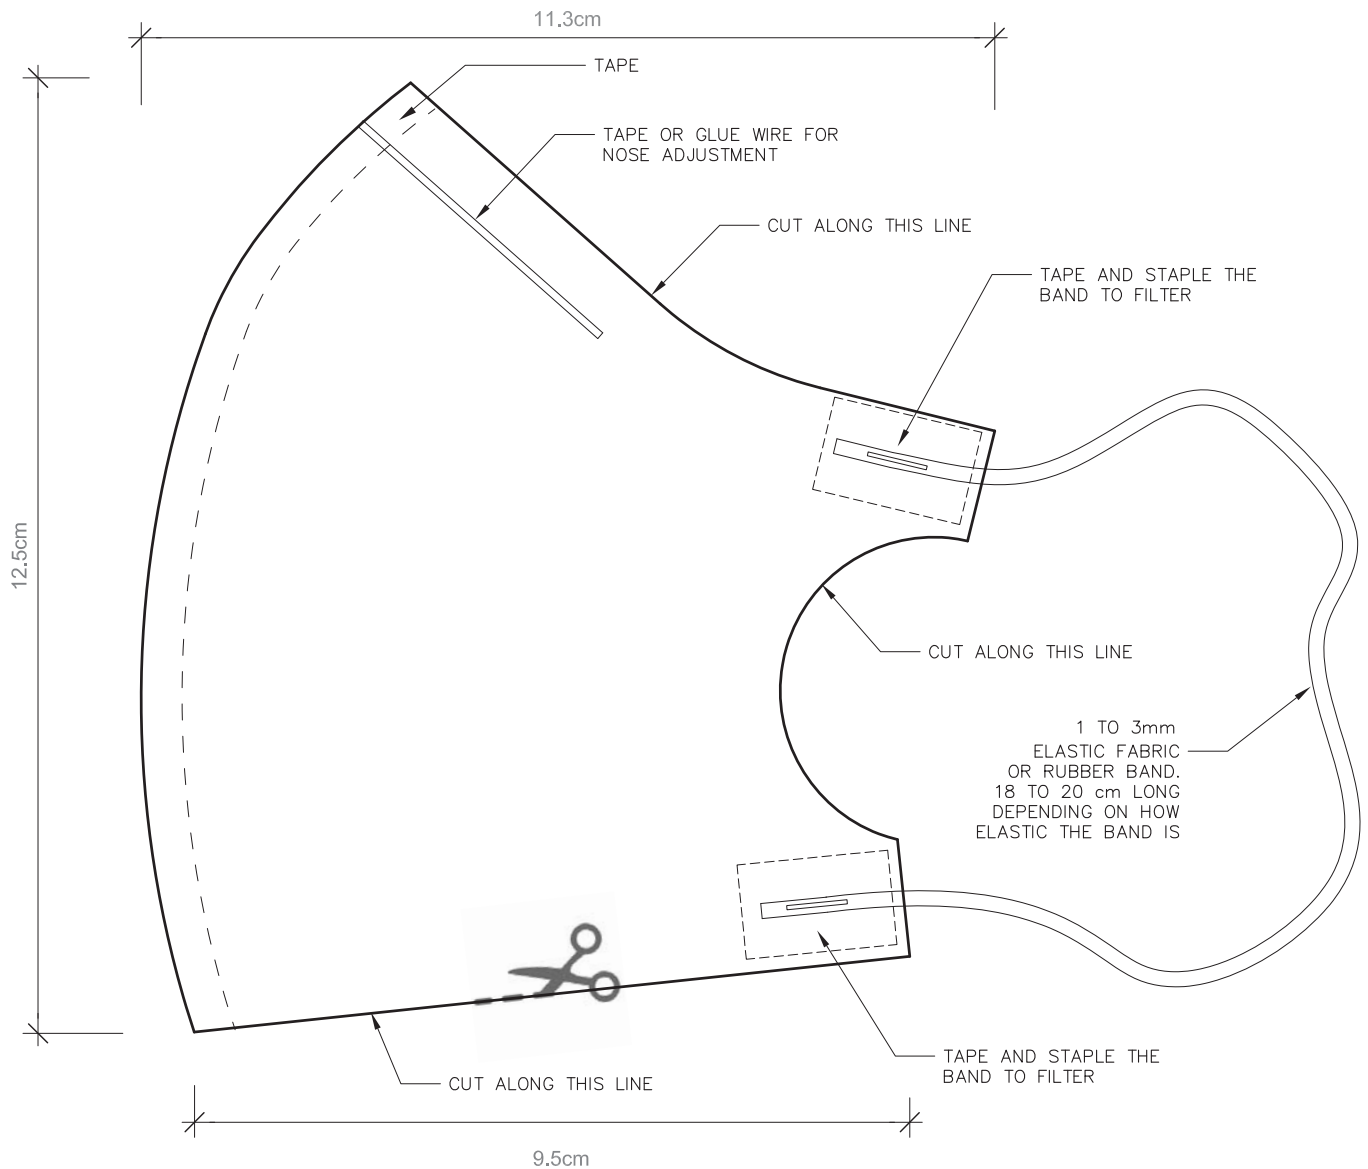 11.3cm
TAPE
TAPE OR GLUE WIRE FOR
NOSE ADJUSTMENT
CUT ALONG THIS LINE
TAPE AND STAPLE THE
BAND TO FILTER
12.5cm
CUT ALONG THIS LINE
1 TO 3mm
ELASTIC FABRIC
OR RUBBER BAND.
18 TO 20 cm LONG
DEPENDING ON HOW
ELASTIC THE BAND IS
TAPE AND STAPLE THE
BAND TO FILTER
CUT ALONG THIS LINE
9.5cm